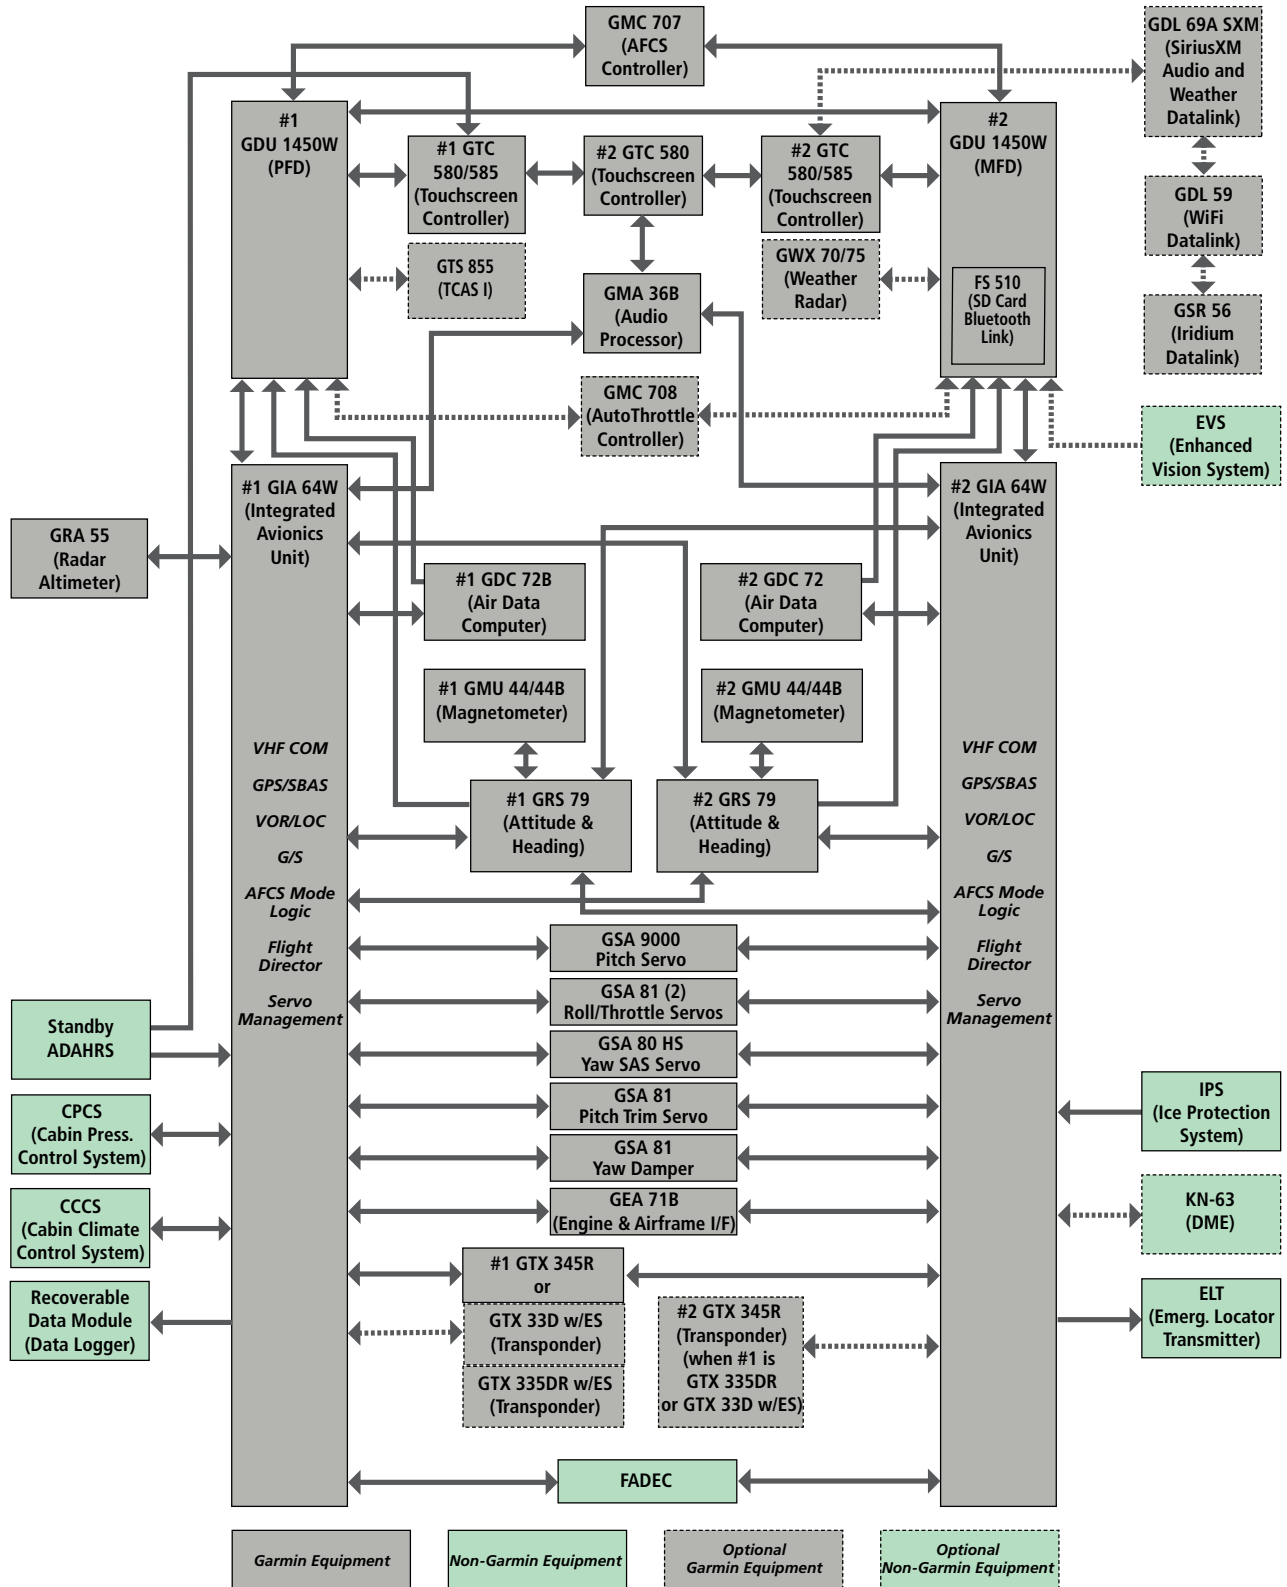 GMC 707
(AFCS
Controller)
GDL 69A SXM
(SiriusXM
Audio and
Weather
Datalink)
#1
GDU 1450W
(PFD)
#1 GTC
580/585
(Touchscreen
Controller)
#2 GTC 580
(Touchscreen
Controller)
#2 GTC
580/585
(Touchscreen
Controller)
#2
GDU 1450W
(MFD)
GDL 59
(WiFi
Datalink)
GTS 855
(TCAS I)
GMA 36B
(Audio
Processor)
GWX 70/75
(Weather
Radar)
FS 510
(SD Card
Bluetooth
Link)
GSR 56
(Iridium
Datalink)
GMC 708
(AutoThrottle
Controller)
EVS
(Enhanced
Vision System)
#1 GIA 64W
(Integrated
Avionics
Unit)
#2 GIA 64W
(Integrated
Avionics
Unit)
GRA 55
(Radar
Altimeter)
#1 GDC 72B
(Air Data
Computer)
#2 GDC 72
(Air Data
Computer)
#1 GMU 44/44B
(Magnetometer)
#2 GMU 44/44B
(Magnetometer)
VHF COM
GPS/SBAS
VOR/LOC
G/S
AFCS Mode
Logic
Flight
Director
Servo
Management
#1 GRS 79
(Attitude &
Heading)
#2 GRS 79
(Attitude &
Heading)
VHF COM
GPS/SBAS
VOR/LOC
G/S
AFCS Mode
Logic
Flight
Director
Servo
Management
GSA 9000
Pitch Servo
GSA 81 (2)
Roll/Throttle Servos
GSA 80 HS
Yaw SAS Servo
GSA 81
Pitch Trim Servo
GSA 81
Yaw Damper
GEA 71B
(Engine & Airframe I/F)
Standby
ADAHRS
CPCS
(Cabin Press.
Control System)
CCCS
(Cabin Climate
Control System)
Recoverable
Data Module
(Data Logger)
IPS
(Ice Protection
System)
KN-63
(DME)
ELT
(Emerg. Locator
Transmitter)
#1 GTX 345R
or
GTX 33D w/ES
(Transponder)
GTX 335DR w/ES
(Transponder)
#2 GTX 345R
(Transponder)
(when #1 is
GTX 335DR
or GTX 33D w/ES)
FADEC
Garmin Equipment
Non-Garmin Equipment
Optional
Garmin Equipment
Optional
Non-Garmin Equipment